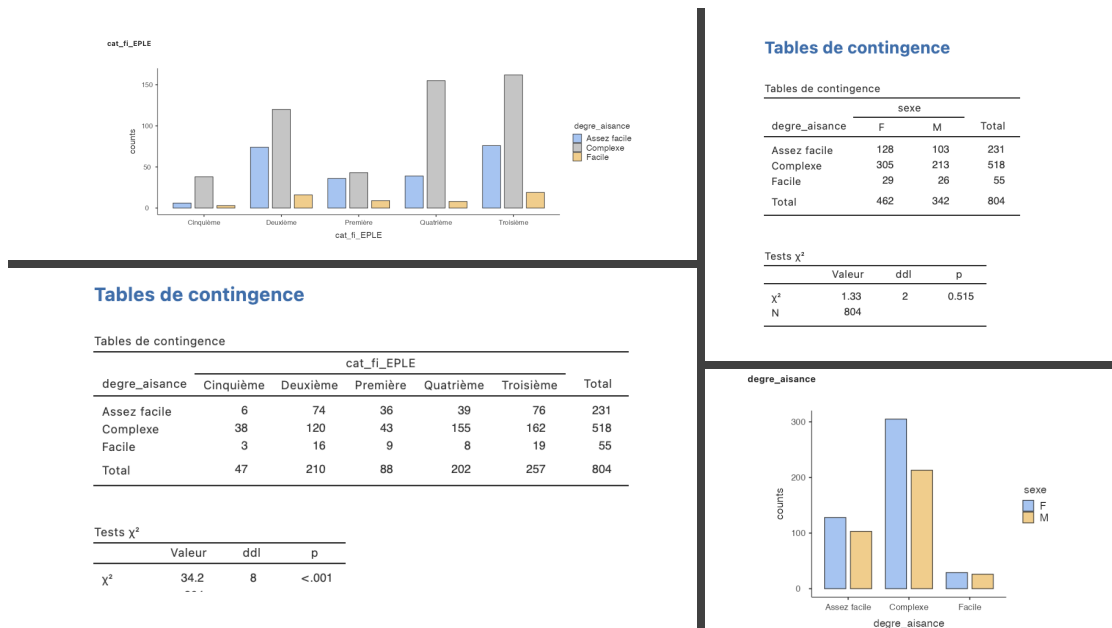 cat_fi_EPLE
150
100
50
0
counts
Cinquième Deuxième Première Quatrième Troisième
cat_fi_EPLE
degre_aisance
Assez facile
Complexe
Facile
Tables de contingence
Tables de contingence
cat_fi_EPLE
degre_aisance Cinquième Deuxième Première Quatrième Troisième Total
Assez facile 6 74 36 39 76 231
Complexe 38 120 43 155 162 518
Facile 3 16 9 8 19 55
Total 47 210 88 202 257 804
Tests χ²
Valeur ddl p
χ² 34.2 8 <.001
Tables de contingence
Tables de contingence
sexe
degre_aisance F M Total
Assez facile 128 103 231
Complexe 305 213 518
Facile 29 26 55
Total 462 342 804
Tests χ²
Valeur ddl p
χ² 1.33 2 0.515
N 804
degre_aisance
300
200
100
0
counts
Assez facile Complexe Facile
degre_aisance
sexe
F
M